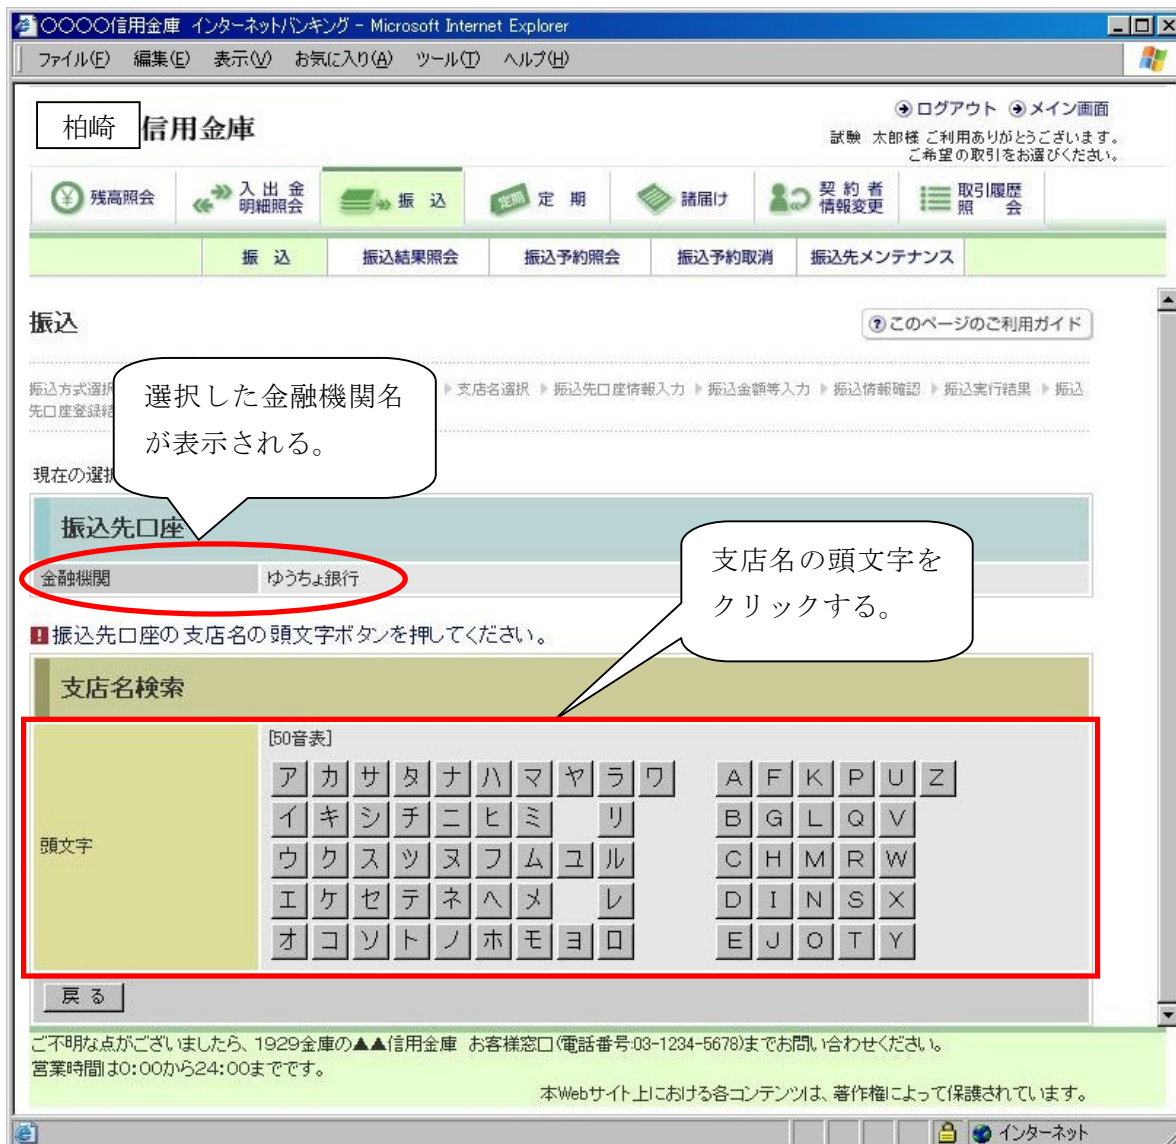 ○○○○信用金庫 インターネットバンキング - Microsoft Internet Explorer
ファイル(F) 編集(E) 表示(V) お気に入り(A) ツール(T) ヘルプ(H)
柏崎 信用金庫
ログアウト メイン画面
試験 太郎様 ご利用ありがとうございます。
ご希望の取引をお選びください。
残高照会 入出金明細照会 振込 定期 諸届け 契約者情報変更 取引履歴照会
振込 振込結果照会 振込予約照会 振込予約取消 振込先メンテナンス
振込
このページのご利用ガイド
振込方式選択 支店名選択 振込先口座情報入力 振込金額等入力 振込情報確認 振込実行結果 振込
先口座登録
選択した金融機関名
が表示される。
現在の選択
振込先口座
金融機関 ゆうちょ銀行
支店名の頭文字を
クリックする。
振込先口座の支店名の頭文字ボタンを押してください。
支店名検索
頭文字
[50音表]
ア カ サ タ ナ ハ マ ヤ ラ ワ A F K P U Z
イ キ シ チ ニ ヒ ミ リ B G L Q V
ウ ク ス ツ ヌ フ ム ユ ル C H M R W
エ ケ セ テ ネ ヘ メ レ D I N S X
オ コ ソ ト ノ ホ モ ヨ ロ E J O T Y
戻る
ご不明な点がございましたら、1929金庫の▲▲信用金庫 お客様窓口(電話番号:03-1234-5678)までお問い合わせください。
営業時間は0:00から24:00までです。
本Webサイト上における各コンテンツは、著作権によって保護されています。
インターネット